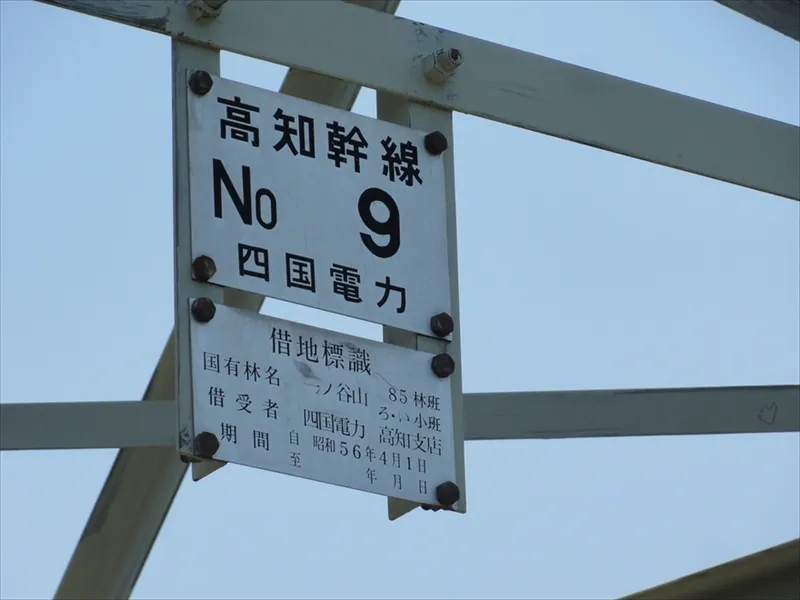 高知幹線
No 9
四国電力
借地標識
国有林名 一ノ谷山 85林班
ろ・い小班
借受者 四国電力 高知支店
期間 自 昭和56年4月1日
至 年 月 日